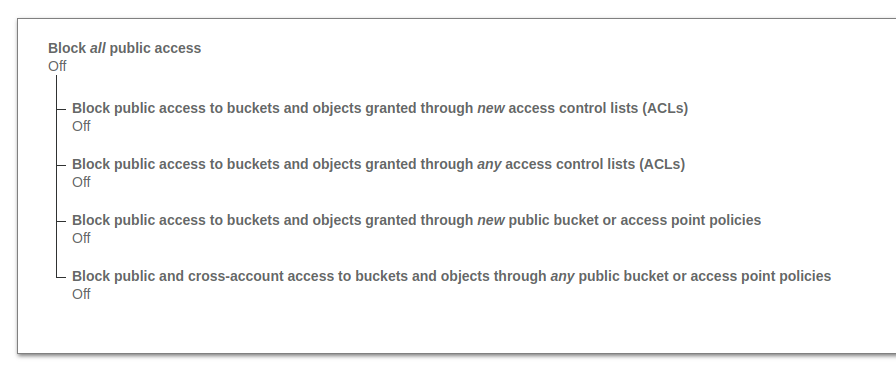 Block all public access
Off
Block public access to buckets and objects granted through new access control lists (ACLs)
Off
Block public access to buckets and objects granted through any access control lists (ACLs)
Off
Block public access to buckets and objects granted through new public bucket or access point policies
Off
Block public and cross-account access to buckets and objects through any public bucket or access point policies
Off